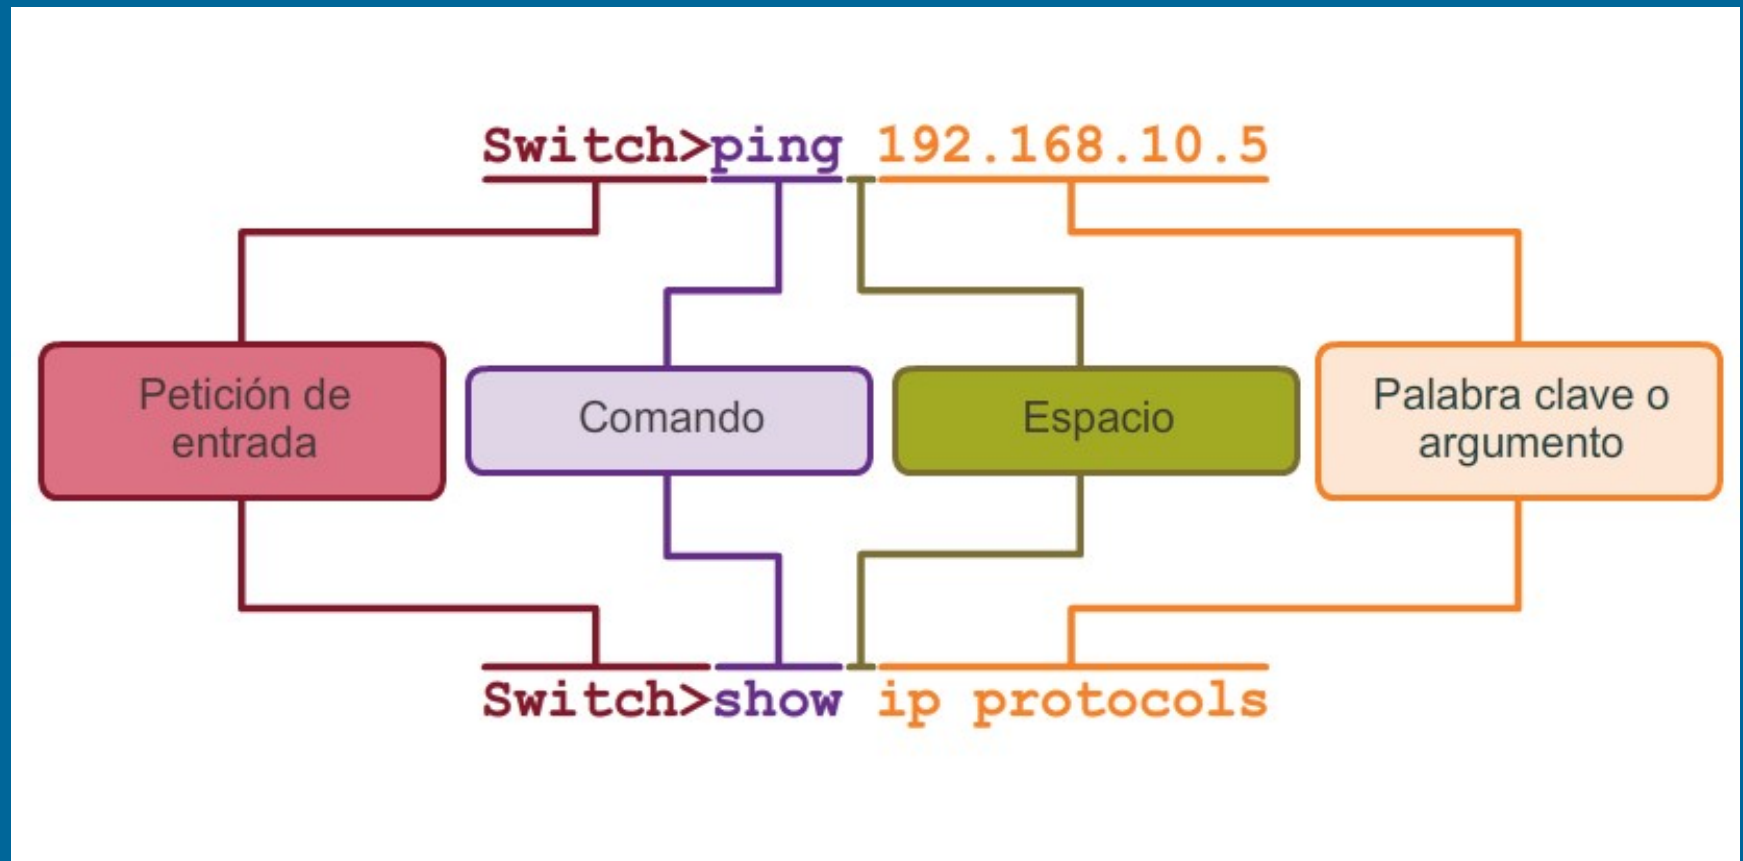 Switch>ping 192.168.10.5
Petición de
entrada
Comando
Espacio
Palabra clave o
argumento
Switch>show ip protocols